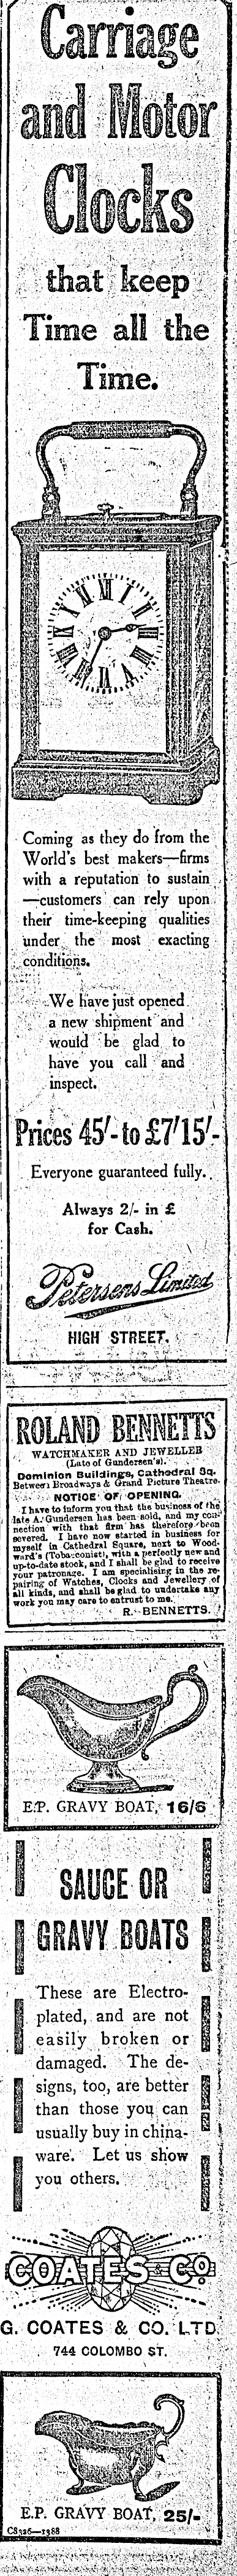 Carriage
and Motor
Clocks
that keep
Time all the
Time.
Coming as they do from the
World's best makers—firms
with a reputation to sustain
—customers can rely upon
their time-keeping qualities
under the most exacting
conditions.
We have just opened
a new shipment and
would be glad to
have you call and
inspect.
Prices 45/- to £7/15/-
Everyone guaranteed fully.
Always 2/- in £
for Cash.
Petersens Limited
HIGH STREET.
ROLAND BENNETTS
WATCHMAKER AND JEWELLER
(Late of Gundersen's).
Dominion Buildings, Cathedral Sq.
Between Broadways & Grand Picture Theatre.
NOTICE OF OPENING.
I have to inform you that the business of the
late A. Gundersen has been sold, and my con-
nection with that firm has therefore been
severed. I have now started in business for
myself in Cathedral Square, next to Wood-
ward's (Tobacconist), with a perfectly new and
up-to-date stock, and I shall be glad to receive
your patronage. I am specialising in the re-
pairing of Watches, Clocks and Jewellery of
all kinds, and shall be glad to undertake any
work you may care to entrust to me.
R. BENNETTS.
E.P. GRAVY BOAT, 16/6
SAUCE OR
GRAVY BOATS
These are Electro-
plated, and are not
easily broken or
damaged. The de-
signs, too, are better
than those you can
usually buy in china-
ware. Let us show
you others.
COATES & Co.
G. COATES & CO. LTD.
744 COLOMBO ST.
E.P. GRAVY BOAT, 25/-